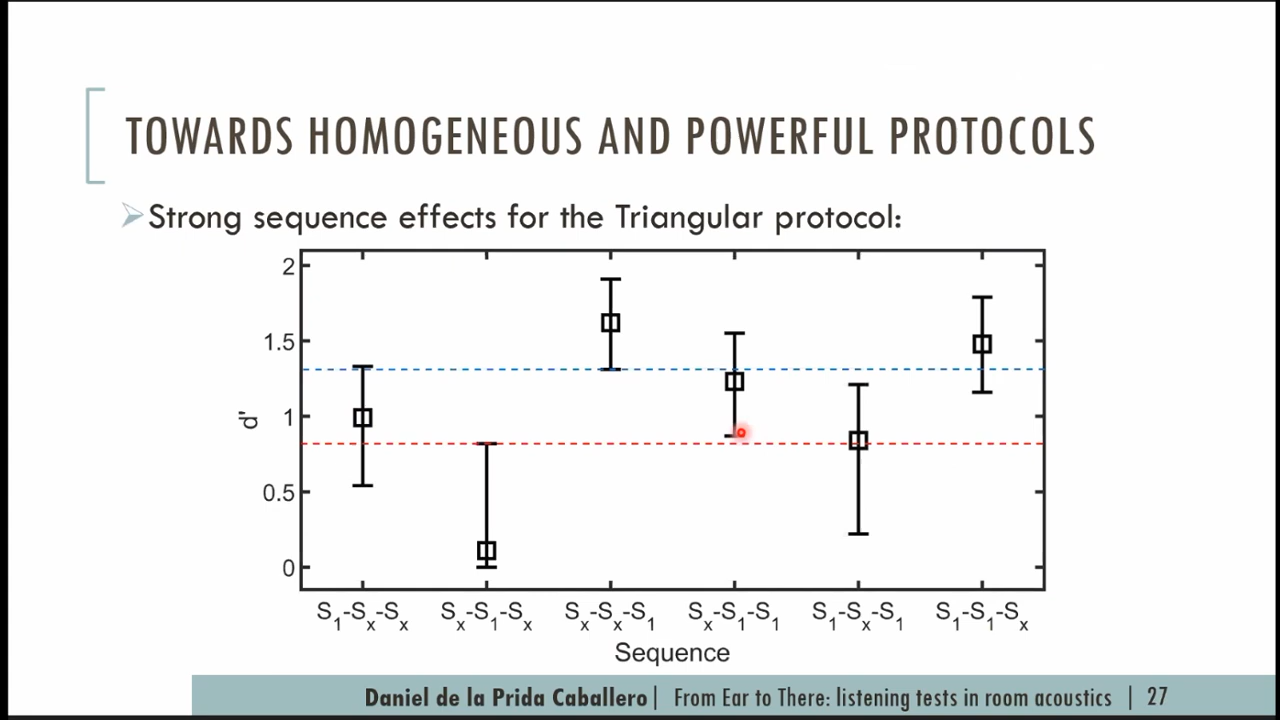 TOWARDS HOMOGENEOUS AND POWERFUL PROTOCOLS
Strong sequence effects for the Triangular protocol:
2
1.5
1
0.5
0
d'
S₁-Sₓ-Sₓ Sₓ-S₁-Sₓ Sₓ-Sₓ-S₁ Sₓ-S₁-S₁ S₁-Sₓ-S₁ S₁-S₁-Sₓ
Sequence
Daniel de la Prida Caballero | From Ear to There: listening tests in room acoustics | 27